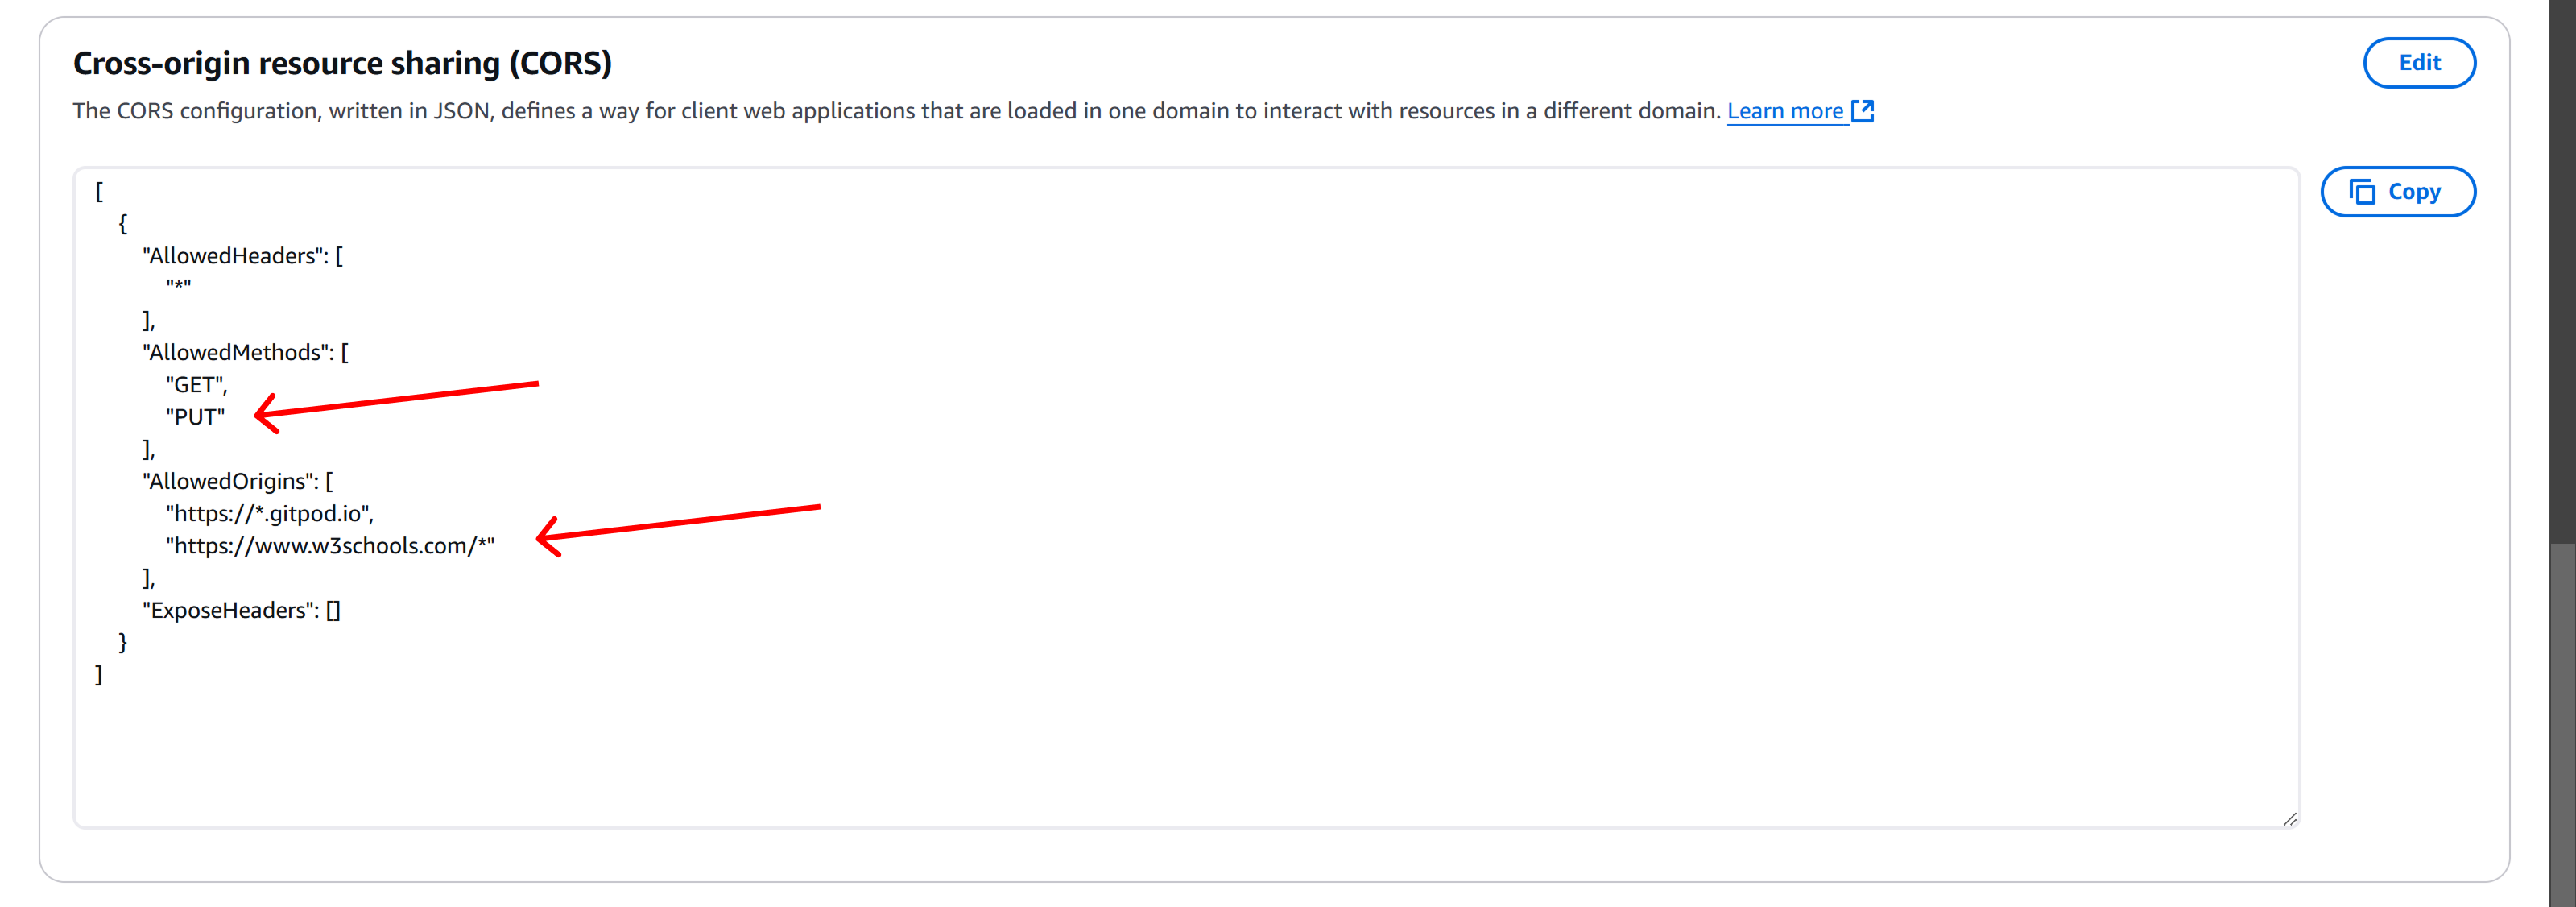 Cross-origin resource sharing (CORS)
Edit
The CORS configuration, written in JSON, defines a way for client web applications that are loaded in one domain to interact with resources in a different domain. Learn more
Copy
[
  {
    "AllowedHeaders": [
      "*"
    ],
    "AllowedMethods": [
      "GET",
      "PUT"
    ],
    "AllowedOrigins": [
      "https://*.gitpod.io",
      "https://www.w3schools.com/*"
    ],
    "ExposeHeaders": []
  }
]